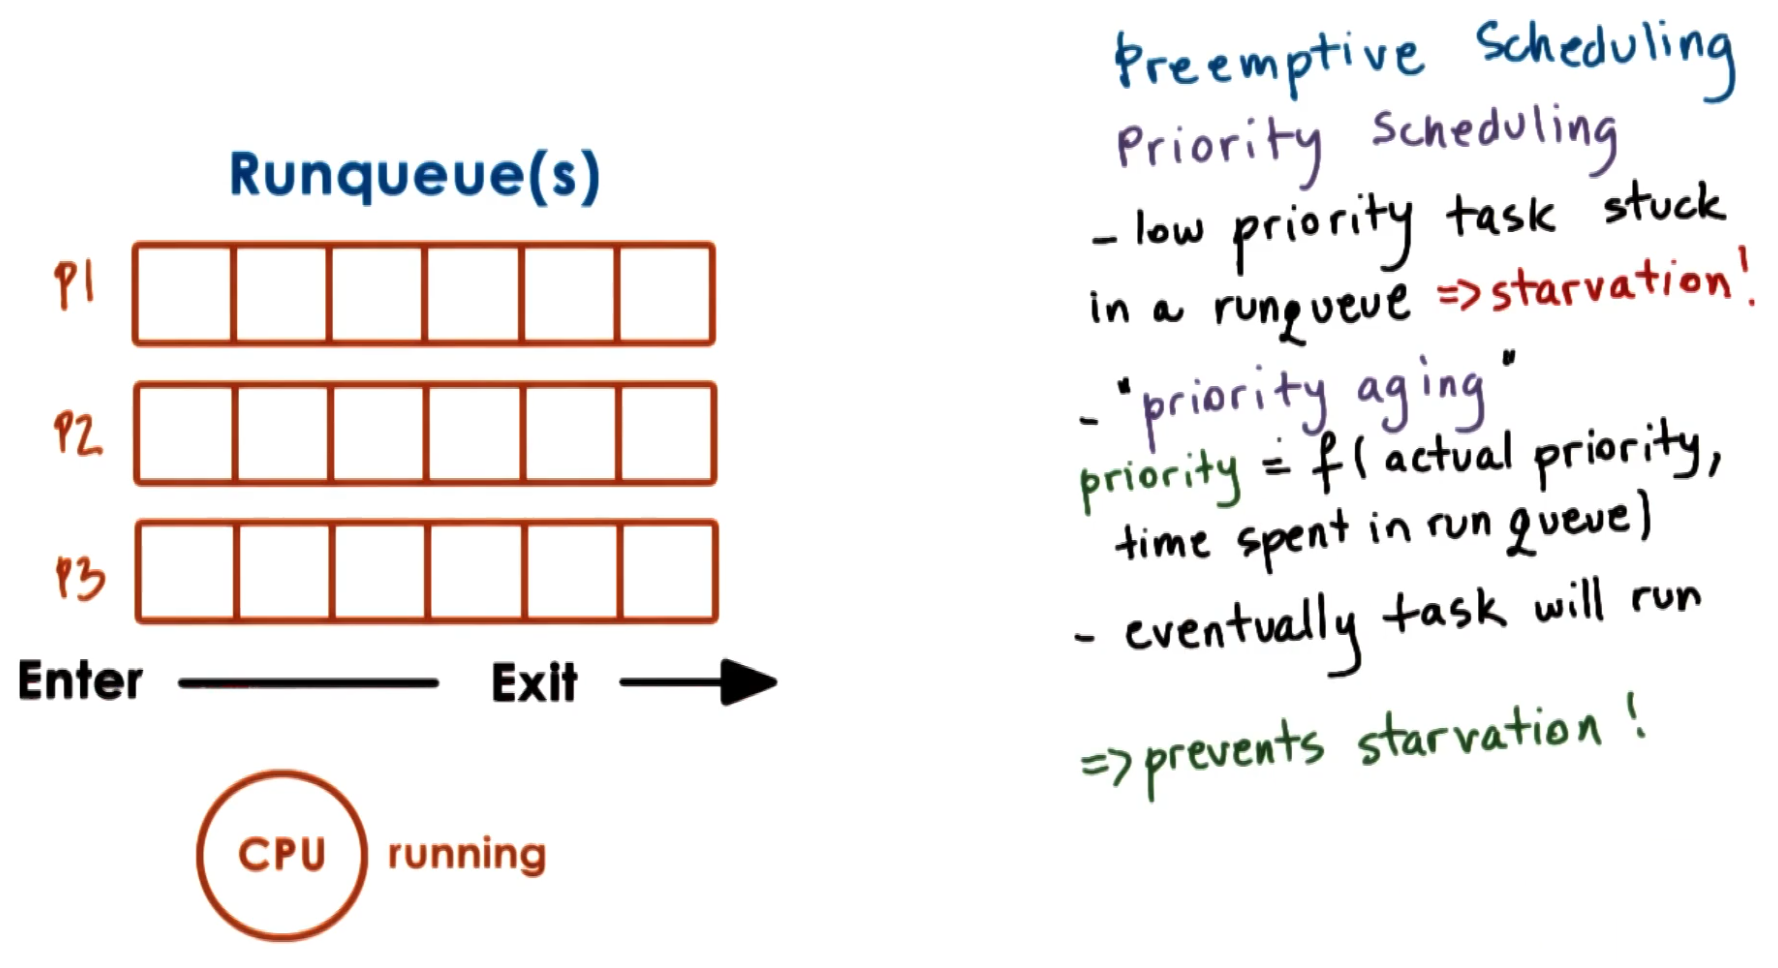 Runqueue(s)
P1
P2
P3
Enter Exit
CPU running
Preemptive Scheduling
Priority Scheduling
- low priority task stuck
in a runqueue => starvation!
- "priority aging"
priority = f( actual priority,
time spent in run queue)
- eventually task will run
=> prevents starvation!